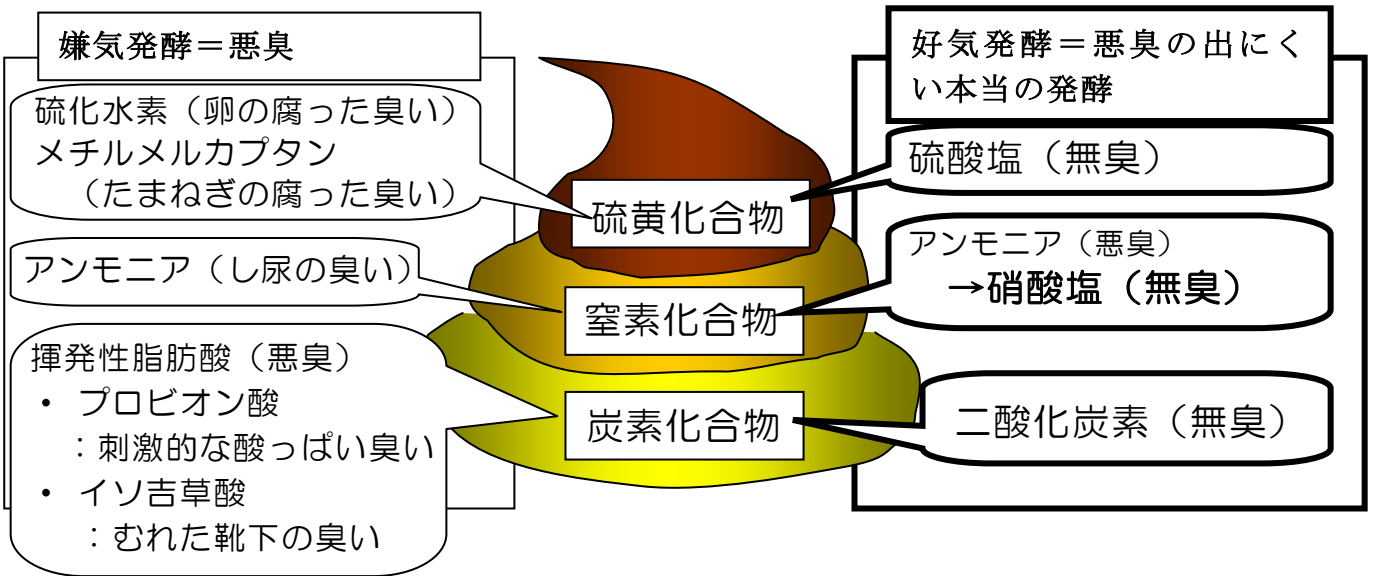 嫌気発酵＝悪臭
硫化水素（卵の腐った臭い）
メチルメルカプタン
（たまねぎの腐った臭い）
アンモニア（し尿の臭い）
揮発性脂肪酸（悪臭）
・ プロビオン酸
：刺激的な酸っぱい臭い
・ イソ吉草酸
：むれた靴下の臭い
硫黄化合物
窒素化合物
炭素化合物
好気発酵＝悪臭の出にく
い本当の発酵
硫酸塩（無臭）
アンモニア（悪臭）
→硝酸塩（無臭）
二酸化炭素（無臭）